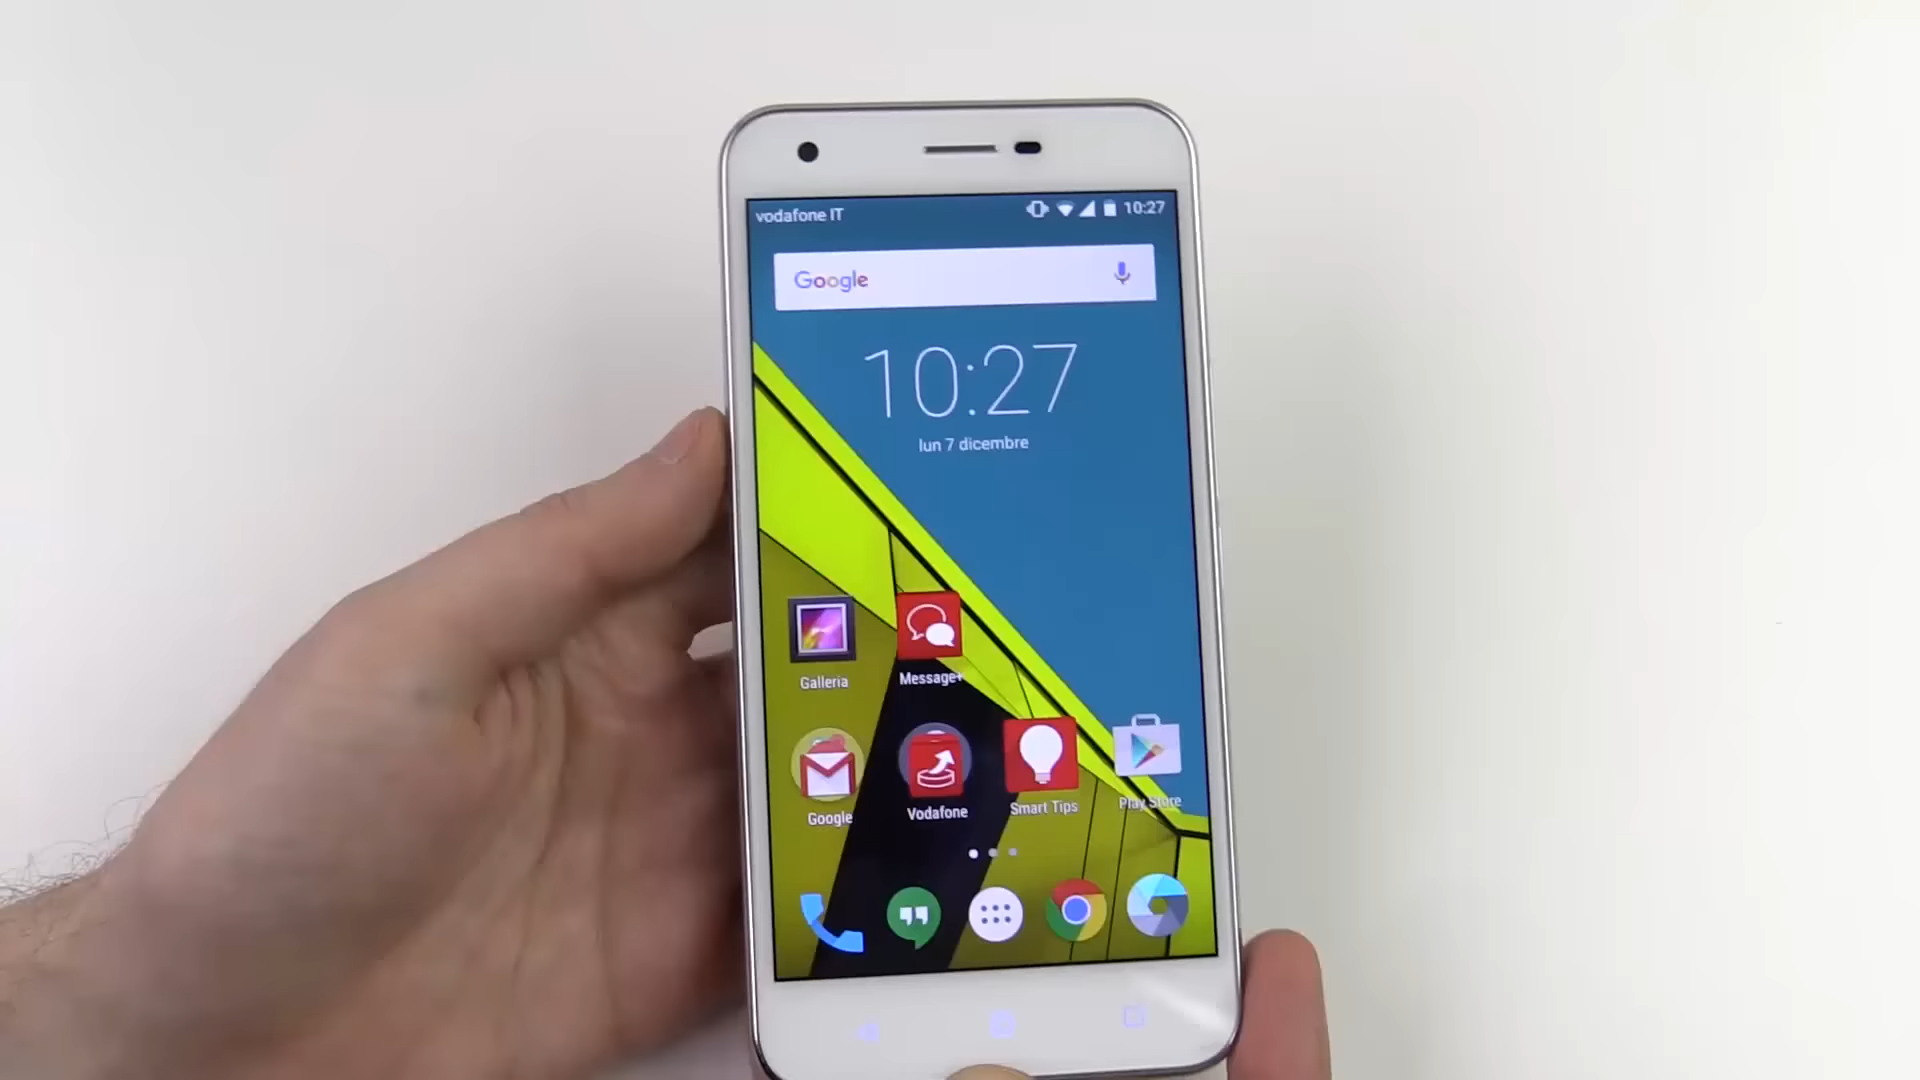 vodafone IT 10:27
Google
10:27
lun 7 dicembre
Galleria Message+
Google Vodafone Smart Tips Play Store